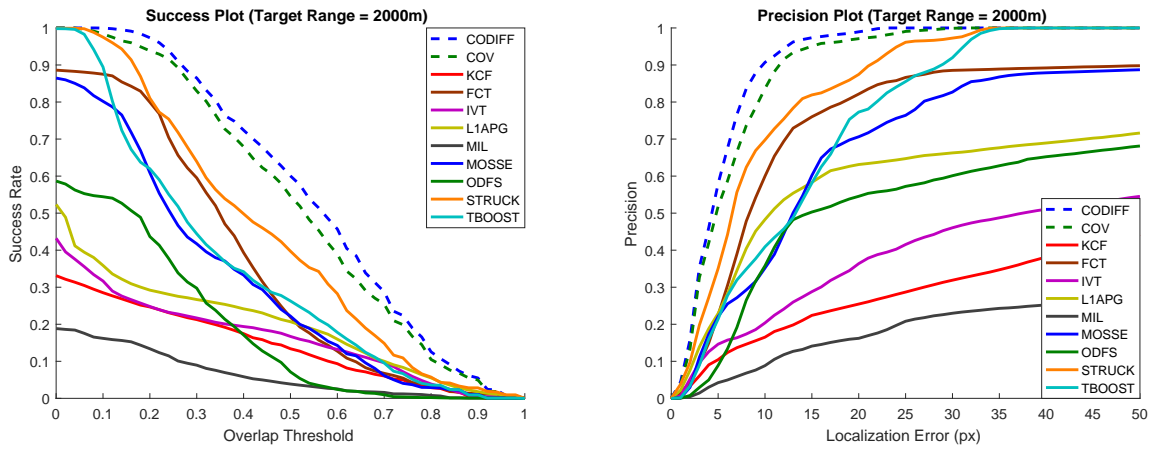 Success Plot (Target Range = 2000m)
1
0.9
0.8
0.7
0.6
0.5
0.4
0.3
0.2
0.1
0
Success Rate
0 0.1 0.2 0.3 0.4 0.5 0.6 0.7 0.8 0.9 1
Overlap Threshold
CODIFF
COV
KCF
FCT
IVT
L1APG
MIL
MOSSE
ODFS
STRUCK
TBOOST
Precision Plot (Target Range = 2000m)
1
0.9
0.8
0.7
0.6
0.5
0.4
0.3
0.2
0.1
0
Precision
0 5 10 15 20 25 30 35 40 45 50
Localization Error (px)
CODIFF
COV
KCF
FCT
IVT
L1APG
MIL
MOSSE
ODFS
STRUCK
TBOOST